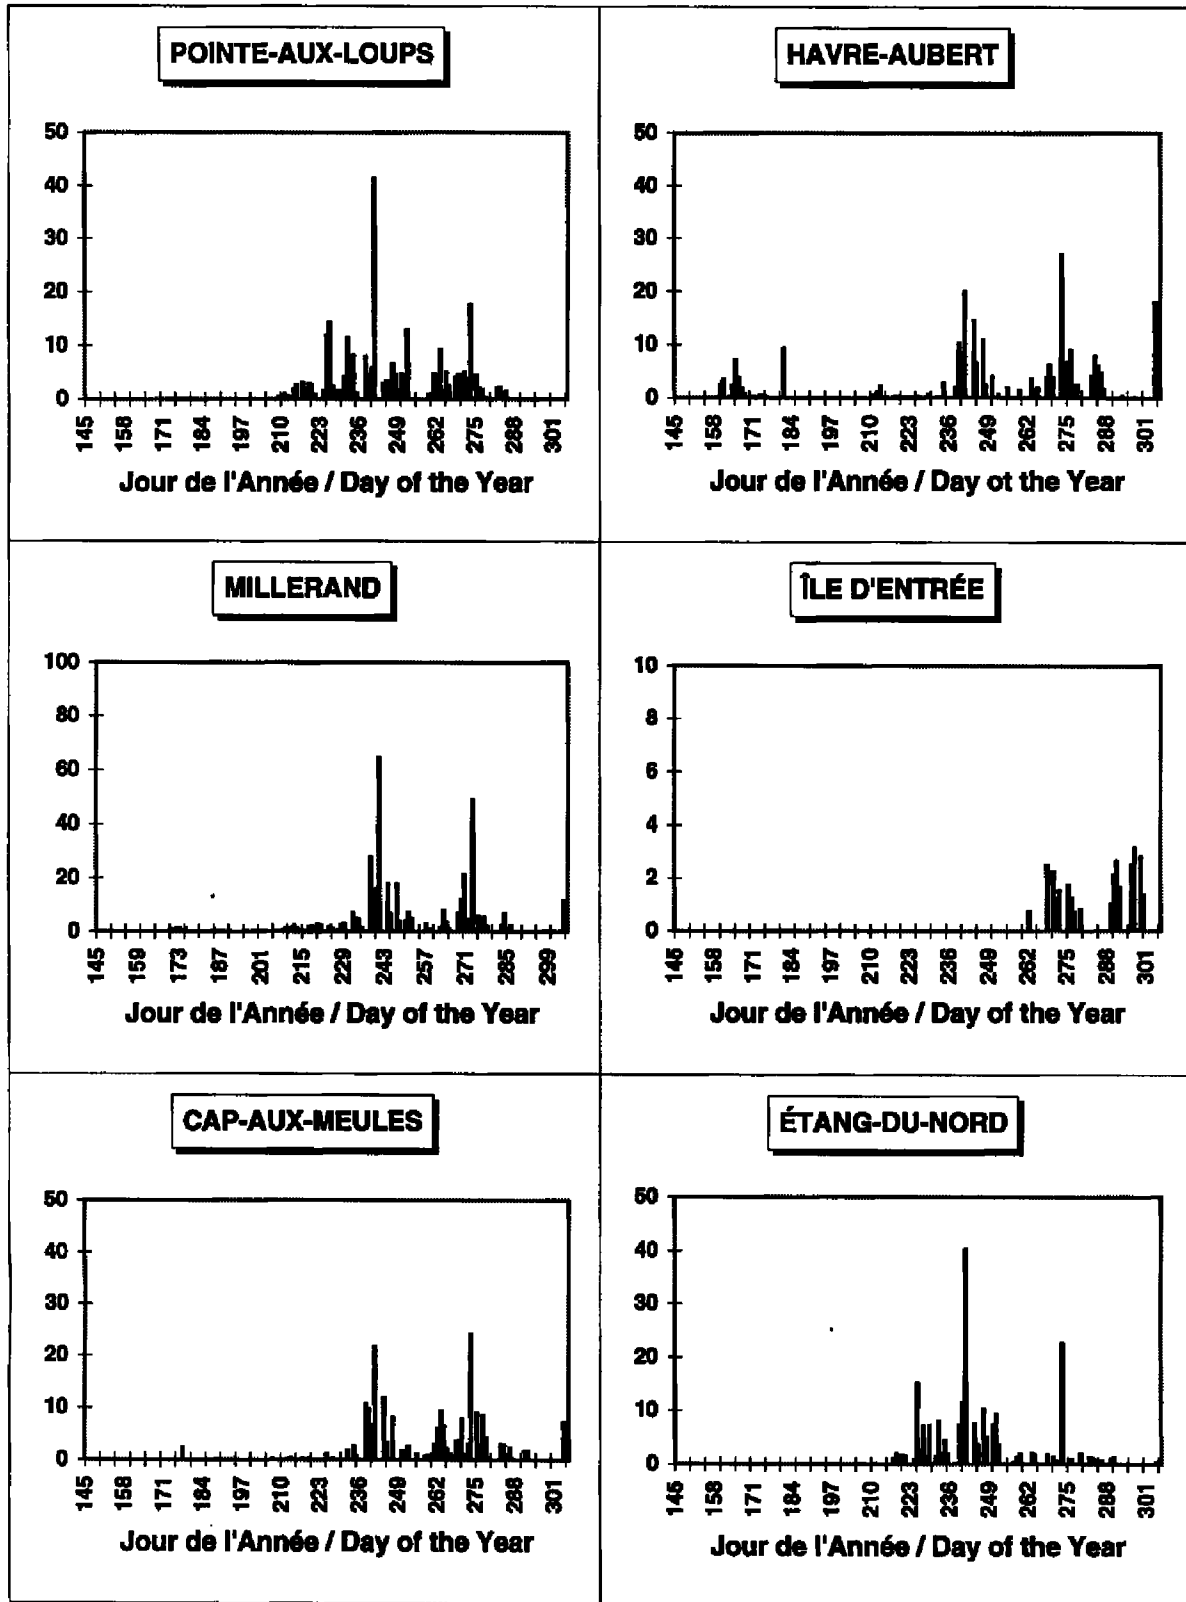 POINTE-AUX-LOUPS
50
40
30
20
10
0
145 158 171 184 197 210 223 236 249 262 275 288 301
Jour de l'Année / Day of the Year
HAVRE-AUBERT
50
40
30
20
10
0
145 158 171 184 197 210 223 236 249 262 275 288 301
Jour de l'Année / Day ot the Year
MILLERAND
100
80
60
40
20
0
145 159 173 187 201 215 229 243 257 271 285 299
Jour de l'Année / Day of the Year
ÎLE D'ENTRÉE
10
8
6
4
2
0
145 158 171 184 197 210 223 236 249 262 275 288 301
Jour de l'Année / Day of the Year
CAP-AUX-MEULES
50
40
30
20
10
0
145 158 171 184 197 210 223 236 249 262 275 288 301
Jour de l'Année / Day of the Year
ÉTANG-DU-NORD
50
40
30
20
10
0
145 158 171 184 197 210 223 236 249 262 275 288 301
Jour de l'Année / Day of the Year